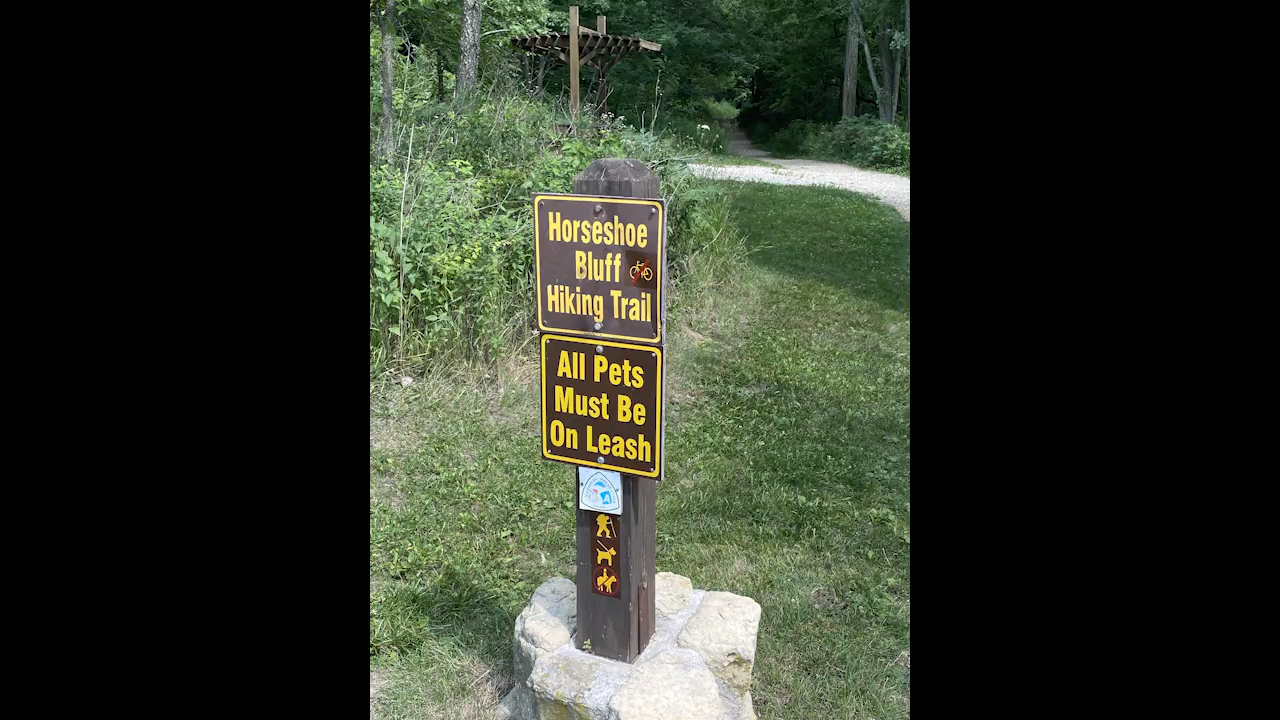 Horseshoe
Bluff
Hiking Trail
All Pets
Must Be
On Leash